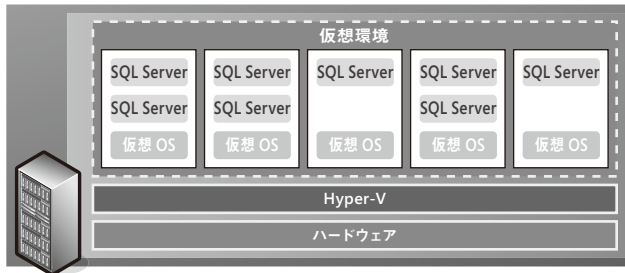 仮想環境
SQL Server SQL Server SQL Server SQL Server SQL Server
SQL Server SQL Server SQL Server
仮想 OS 仮想 OS 仮想 OS 仮想 OS 仮想 OS
Hyper-V
ハードウェア